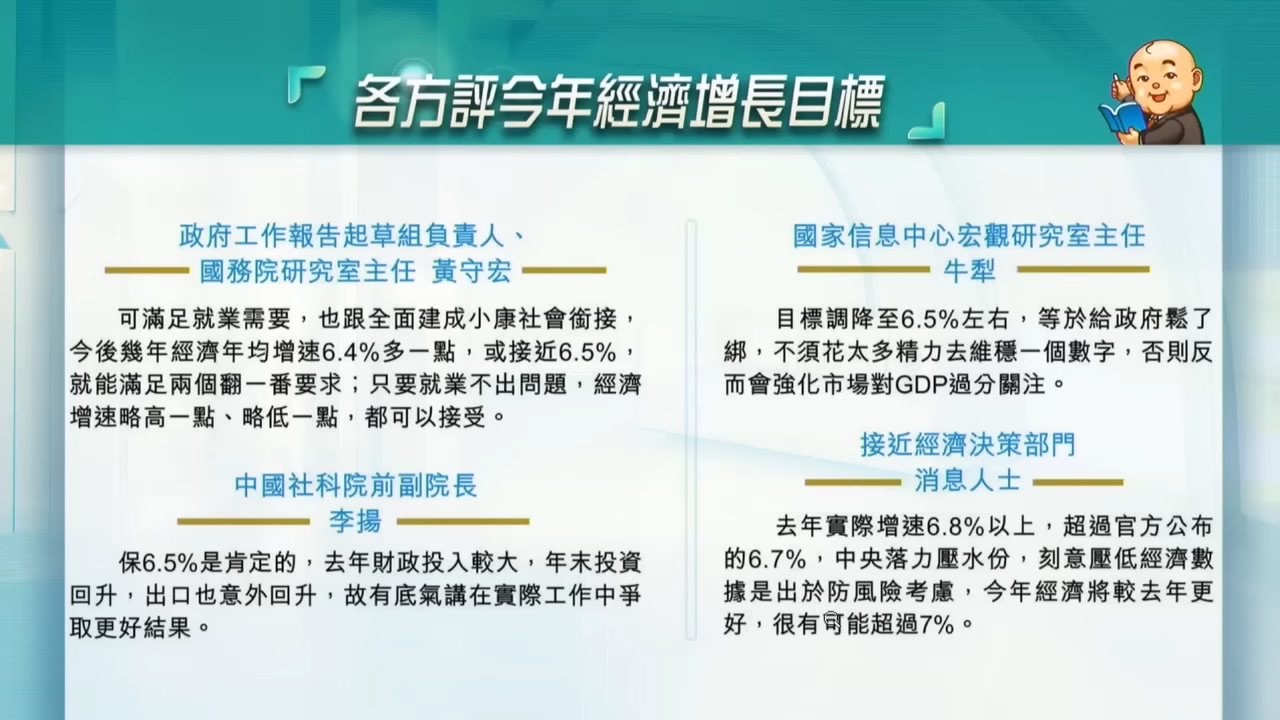 各方評今年經濟增長目標
政府工作報告起草組負責人、
國務院研究室主任 黃守宏
可滿足就業需要，也跟全面建成小康社會銜接，
今後幾年經濟年均增速6.4%多一點，或接近6.5%，
就能滿足兩個翻一番要求；只要就業不出問題，經濟
增速略高一點、略低一點，都可以接受。
中國社科院前副院長
李揚
保6.5%是肯定的，去年財政投入較大，年末投資
回升，出口也意外回升，故有底氣講在實際工作中爭
取更好結果。
國家信息中心宏觀研究室主任
牛犁
目標調降至6.5%左右，等於給政府鬆了
綁，不須花太多精力去維穩一個數字，否則反
而會強化市場對GDP過分關注。
接近經濟決策部門
消息人士
去年實際增速6.8%以上，超過官方公布
的6.7%，中央落力壓水份，刻意壓低經濟數
據是出於防風險考慮，今年經濟將較去年更
好，很有可能超過7%。